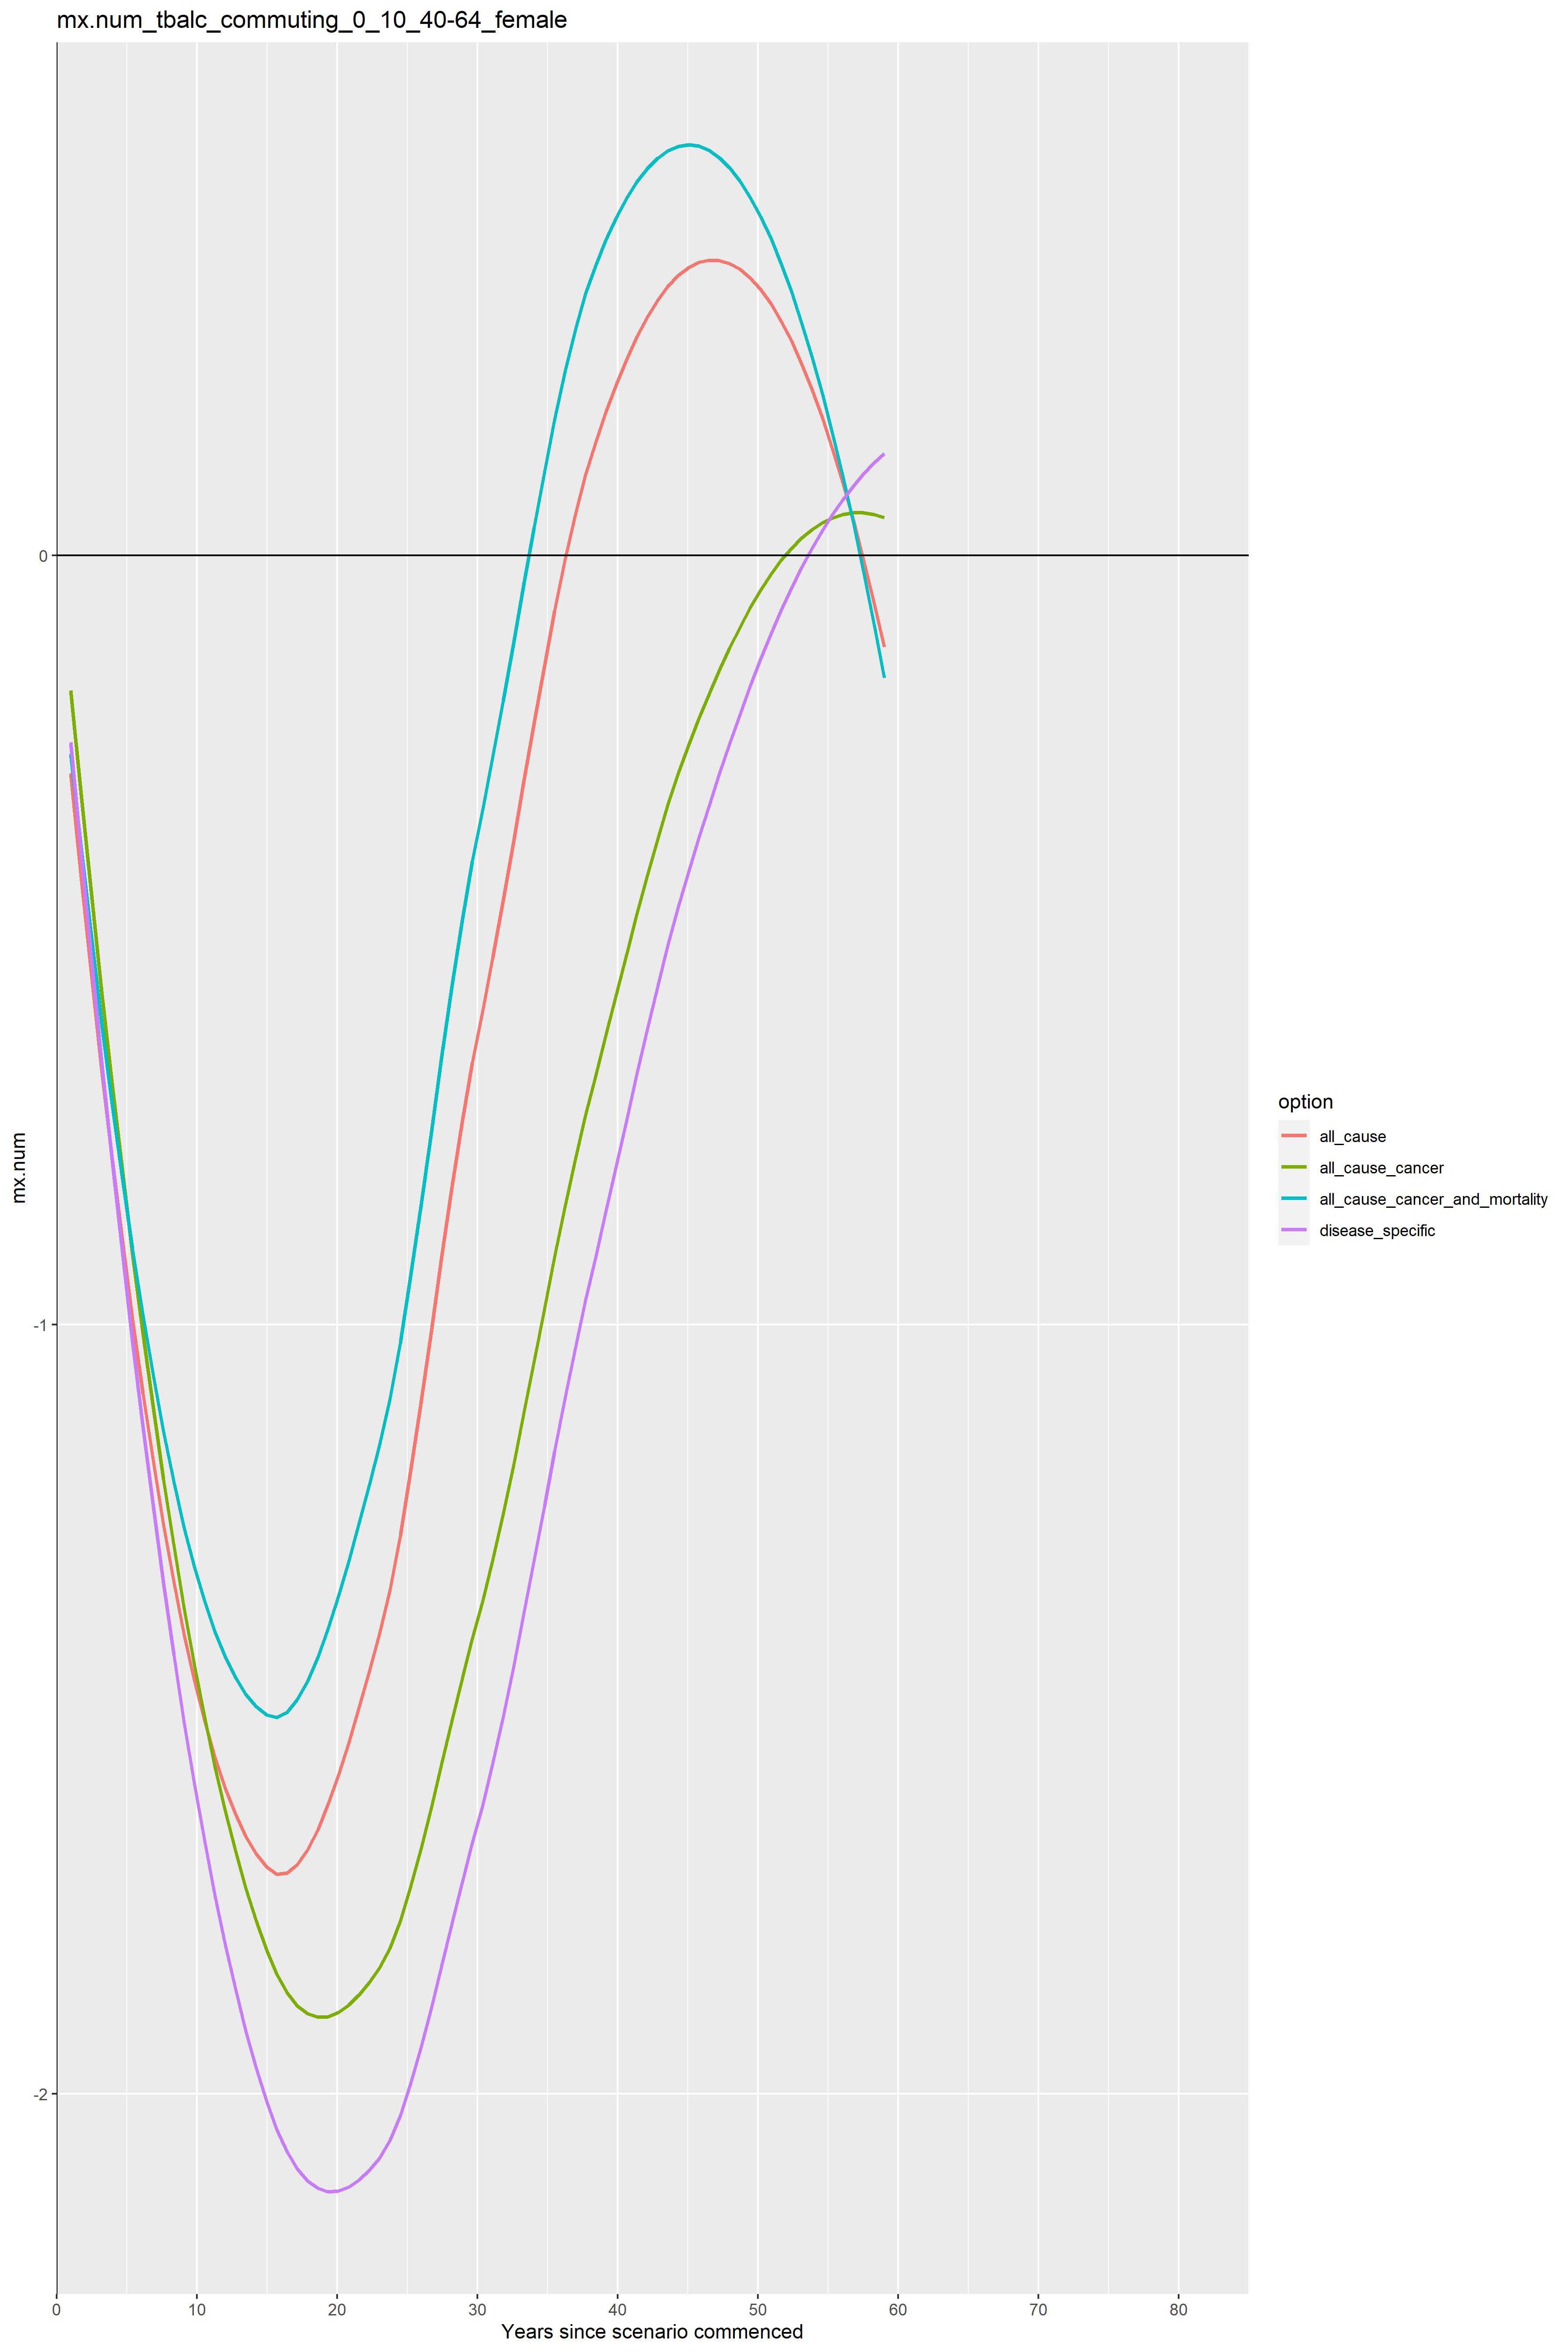 mx.num_tbalc_commuting_0_10_40-64_female
mx.num
0
-1
-2
0 10 20 30 40 50 60 70 80
Years since scenario commenced
option
all_cause
all_cause_cancer
all_cause_cancer_and_mortality
disease_specific